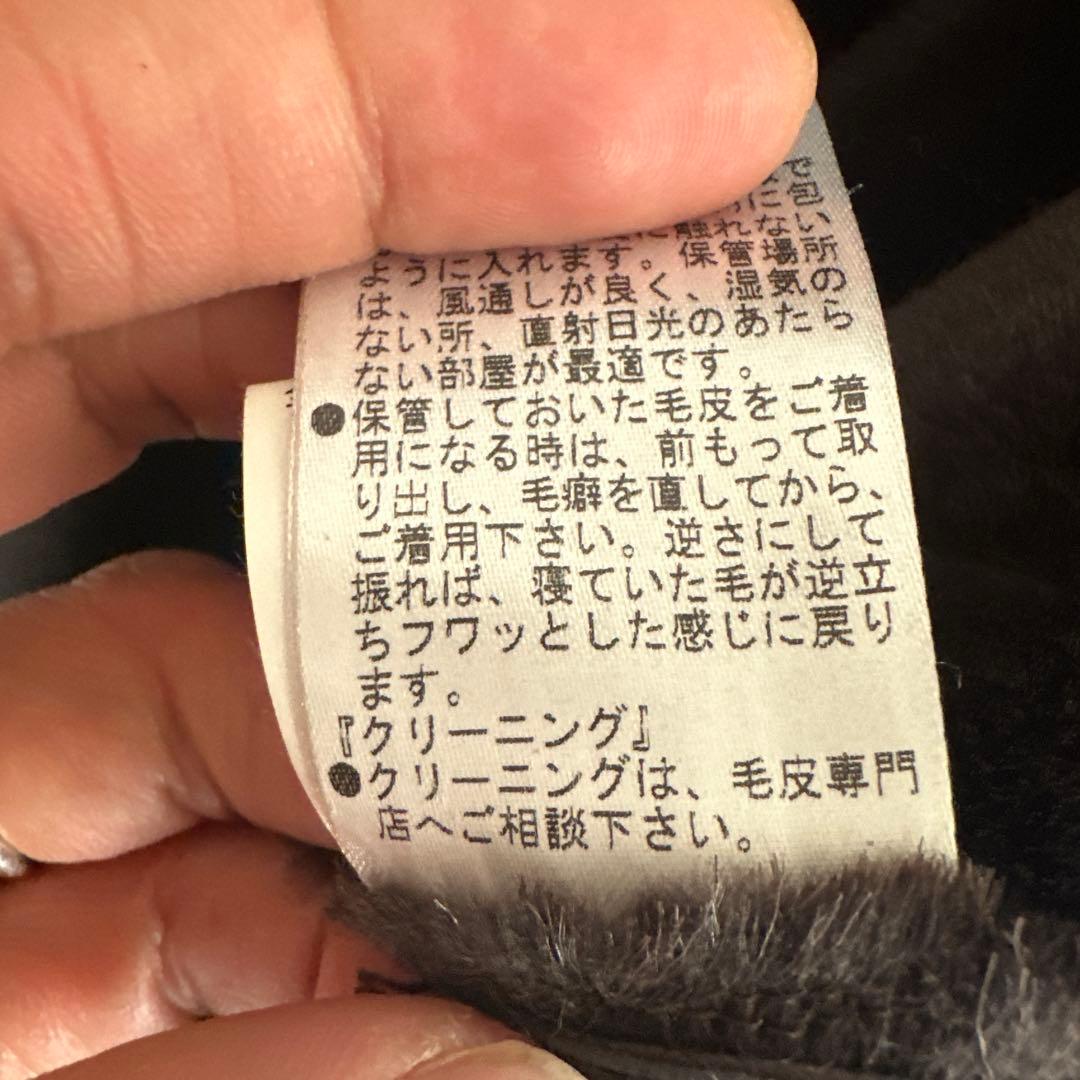 で
に包
触れない
ように入れます。保管場所
は、風通しが良く、湿気の
ない所、直射日光のあたら
ない部屋が最適です。
●保管しておいた毛皮をご着
用になる時は、前もって取
り出し、毛癖を直してから、
ご着用下さい。逆さにして
振れば、寝ていた毛が逆立
ちフワッとした感じに戻り
ます。
『クリーニング』
●クリーニングは、毛皮専門
店へご相談下さい。